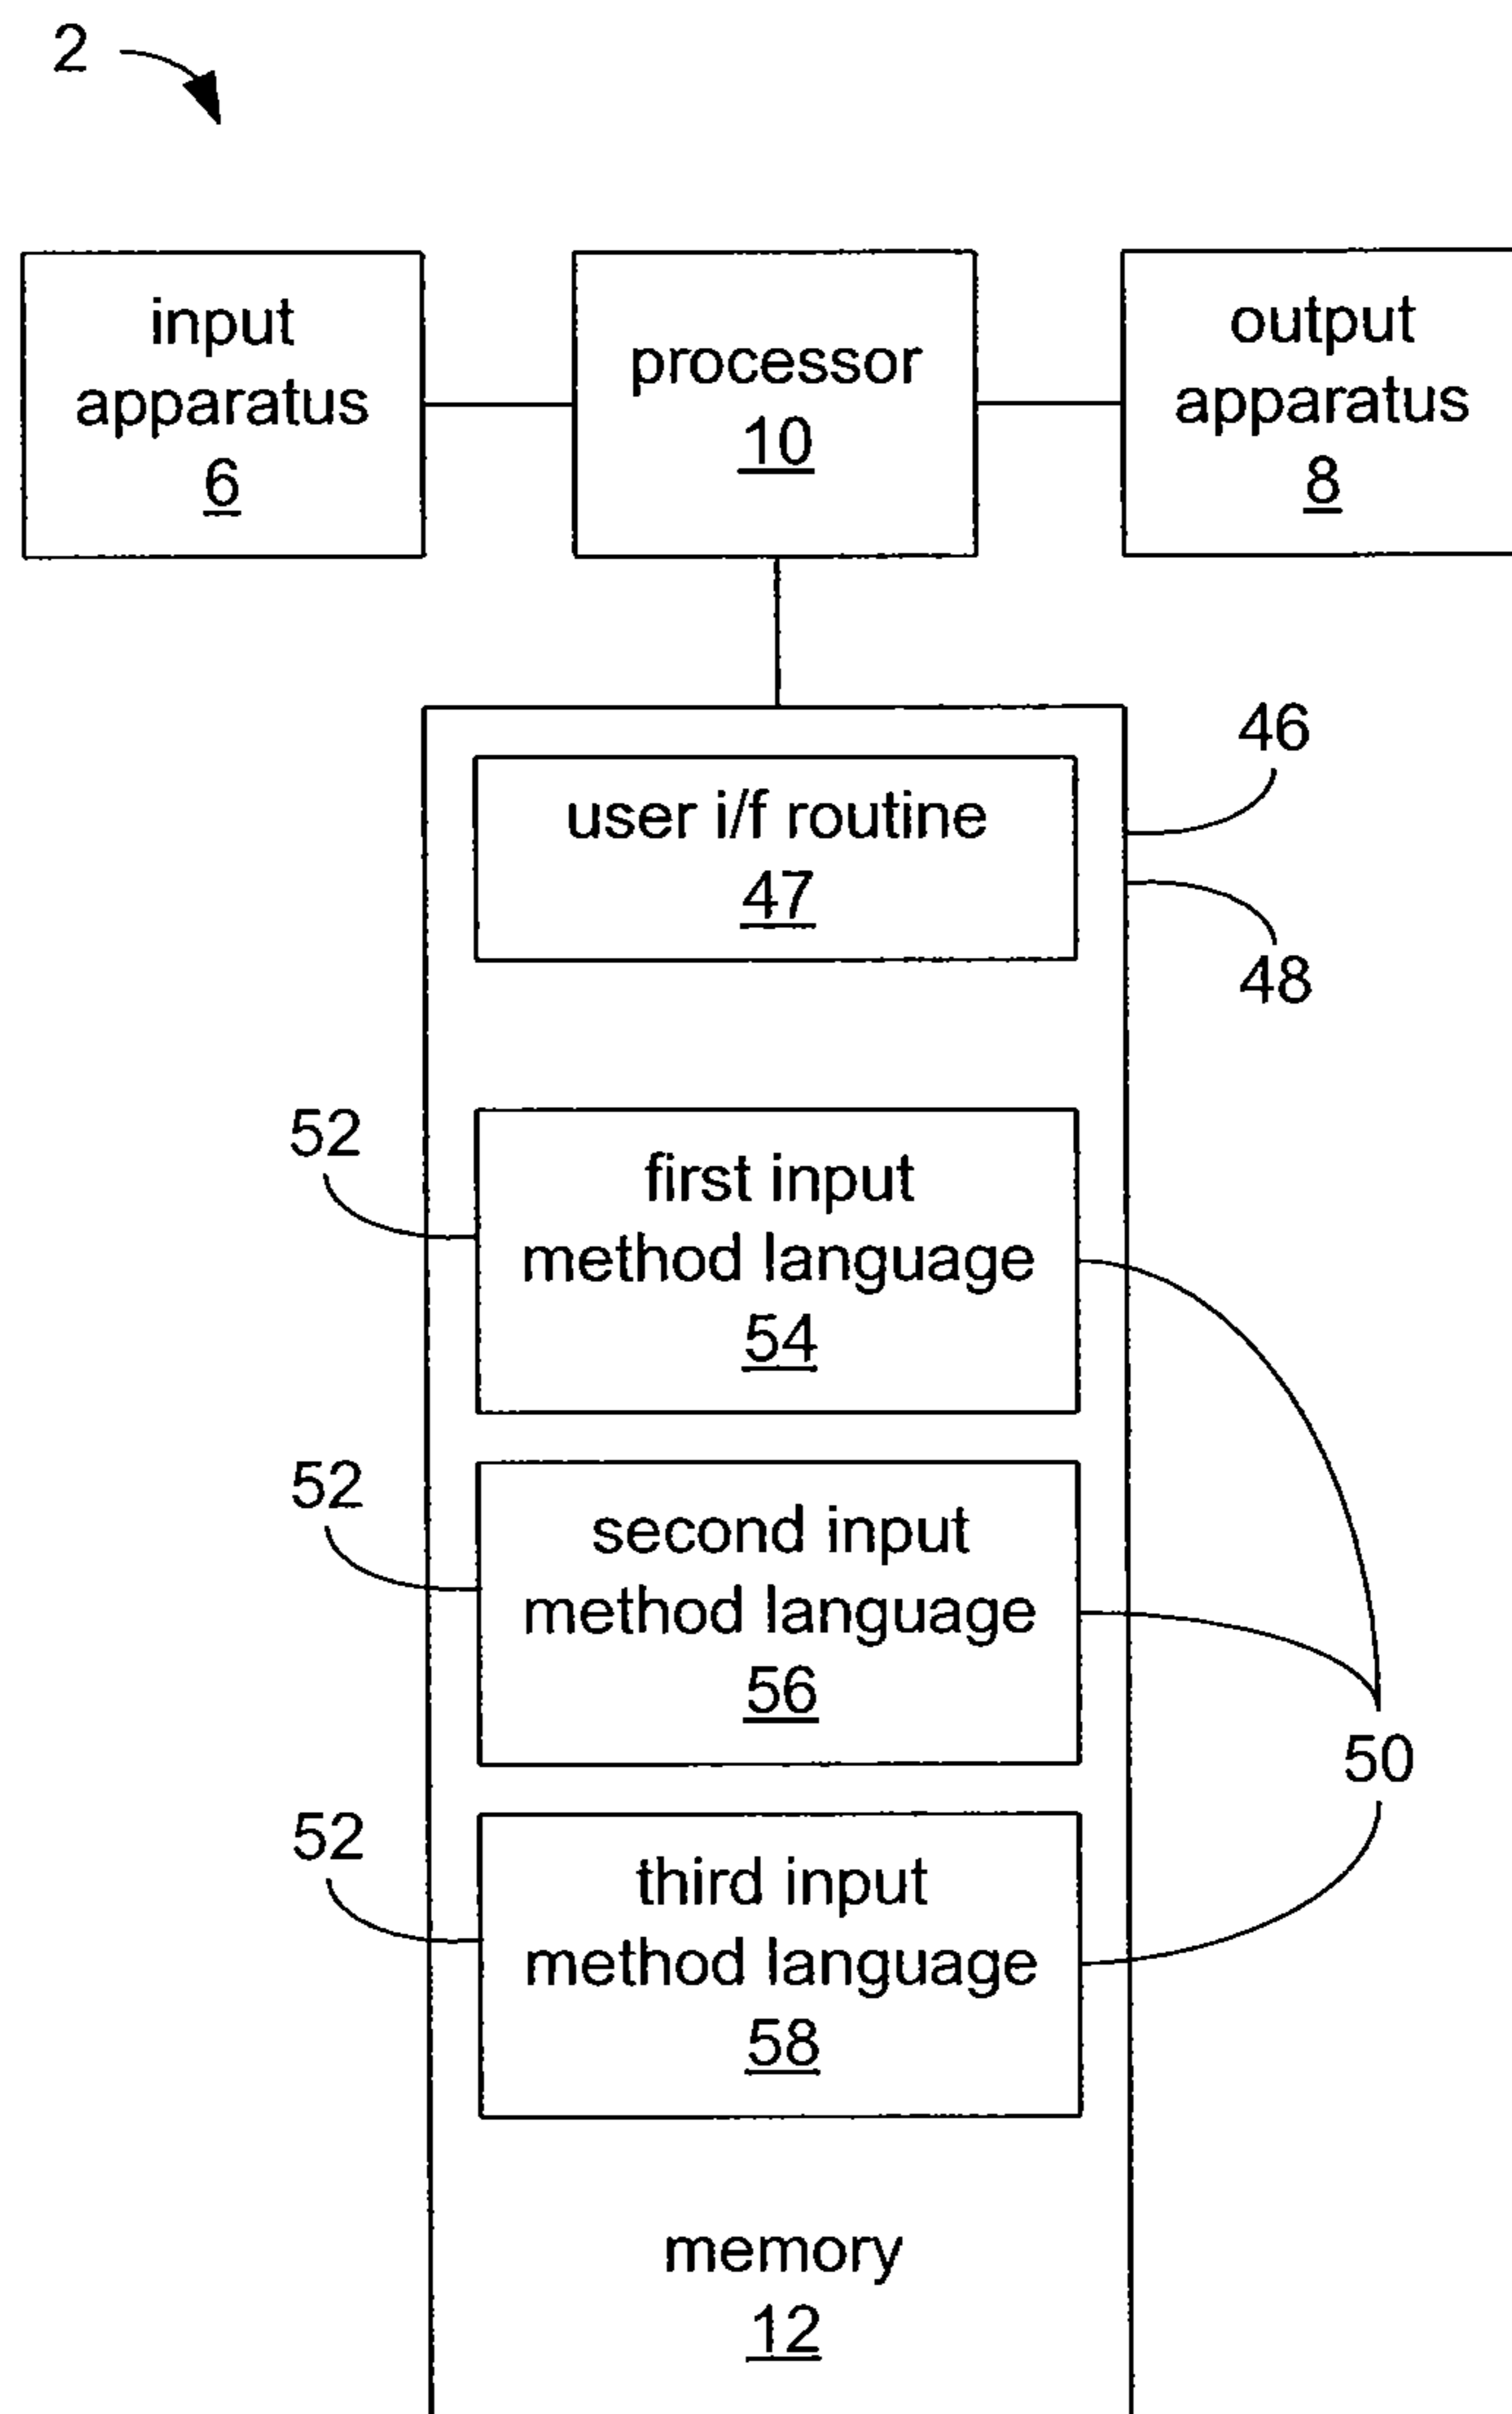 2
input
apparatus
6
processor
10
output
apparatus
8
46
user i/f routine
47
48
52
first input
method language
54
52
second input
method language
56
50
52
third input
method language
58
memory
12